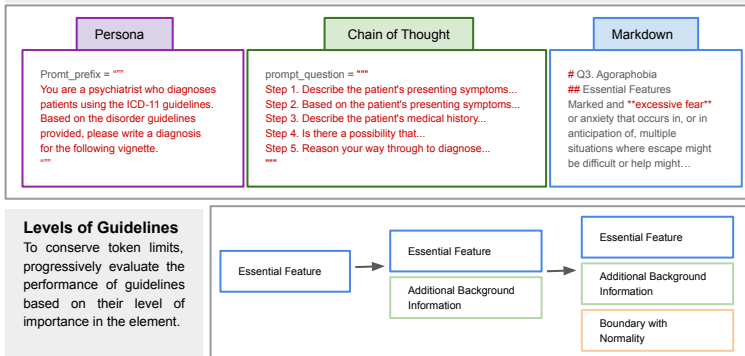 Persona
Promt_prefix = “””
You are a psychiatrist who diagnoses
patients using the ICD-11 guidelines.
Based on the disorder guidelines
provided, please write a diagnosis
for the following vignette.
“””
Chain of Thought
prompt_question = """
Step 1. Describe the patient's presenting symptoms...
Step 2. Based on the patient's presenting symptoms...
Step 3. Describe the patient's medical history...
Step 4. Is there a possibility that...
Step 5. Reason your way through to diagnose...
"""
Markdown
# Q3. Agoraphobia
## Essential Features
Marked and **excessive fear**
or anxiety that occurs in, or in
anticipation of, multiple
situations where escape might
be difficult or help might…
Levels of Guidelines
To conserve token limits,
progressively evaluate the
performance of guidelines
based on their level of
importance in the element.
Essential Feature
Essential Feature
Additional Background
Information
Essential Feature
Additional Background
Information
Boundary with
Normality